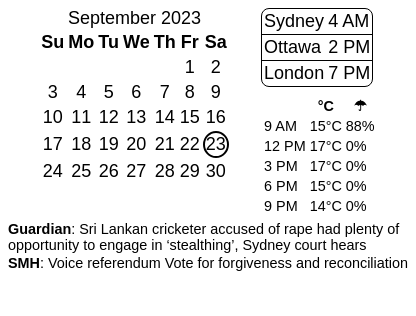 September 2023
Su Mo Tu We Th Fr Sa
1 2
3 4 5 6 7 8 9
10 11 12 13 14 15 16
17 18 19 20 21 22 23
24 25 26 27 28 29 30
Sydney 4 AM
Ottawa 2 PM
London 7 PM
°C ☂
9 AM 15°C 88%
12 PM 17°C 0%
3 PM 17°C 0%
6 PM 15°C 0%
9 PM 14°C 0%
Guardian: Sri Lankan cricketer accused of rape had plenty of
opportunity to engage in ‘stealthing’, Sydney court hears
SMH: Voice referendum Vote for forgiveness and reconciliation